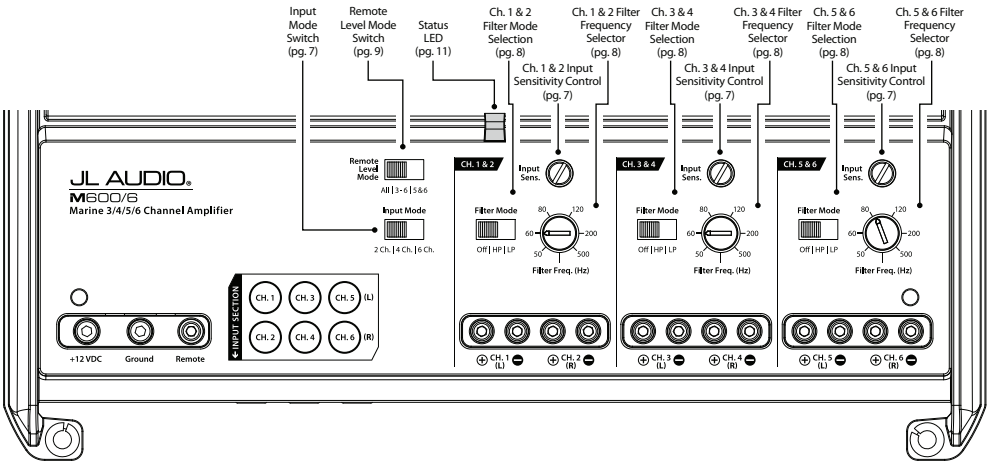 Input
Mode
Switch
(pg. 7)
Remote
Level Mode
Switch
(pg. 9)
Status
LED
(pg. 11)
Ch. 1 & 2
Filter Mode
Selection
(pg. 8)
Ch. 1 & 2 Filter
Frequency
Selector
(pg. 8)
Ch. 3 & 4
Filter Mode
Selection
(pg. 8)
Ch. 3 & 4 Filter
Frequency
Selector
(pg. 8)
Ch. 5 & 6
Filter Mode
Selection
(pg. 8)
Ch. 5 & 6 Filter
Frequency
Selector
(pg. 8)
Ch. 1 & 2 Input
Sensitivity Control
(pg. 7)
Ch. 3 & 4 Input
Sensitivity Control
(pg. 7)
Ch. 5 & 6 Input
Sensitivity Control
(pg. 7)
JL AUDIO®
M600/6
Marine 3/4/5/6 Channel Amplifier
Remote
Level
Mode
All | 3-6 | 5&6
Input Mode
2 Ch. | 4 Ch. | 6 Ch.
CH. 1 & 2
Input
Sens.
Filter Mode
Off | HP | LP
80 120
60 200
50 500
Filter Freq. (Hz)
CH. 3 & 4
Input
Sens.
Filter Mode
Off | HP | LP
80 120
60 200
50 500
Filter Freq. (Hz)
CH. 5 & 6
Input
Sens.
Filter Mode
Off | HP | LP
80 120
60 200
50 500
Filter Freq. (Hz)
INPUT SECTION
CH. 1 CH. 3 CH. 5 (L)
CH. 2 CH. 4 CH. 6 (R)
+12 VDC Ground Remote
+ CH. 1 (L) − + CH. 2 (R) −
+ CH. 3 (L) − + CH. 4 (R) −
+ CH. 5 (L) − + CH. 6 (R) −